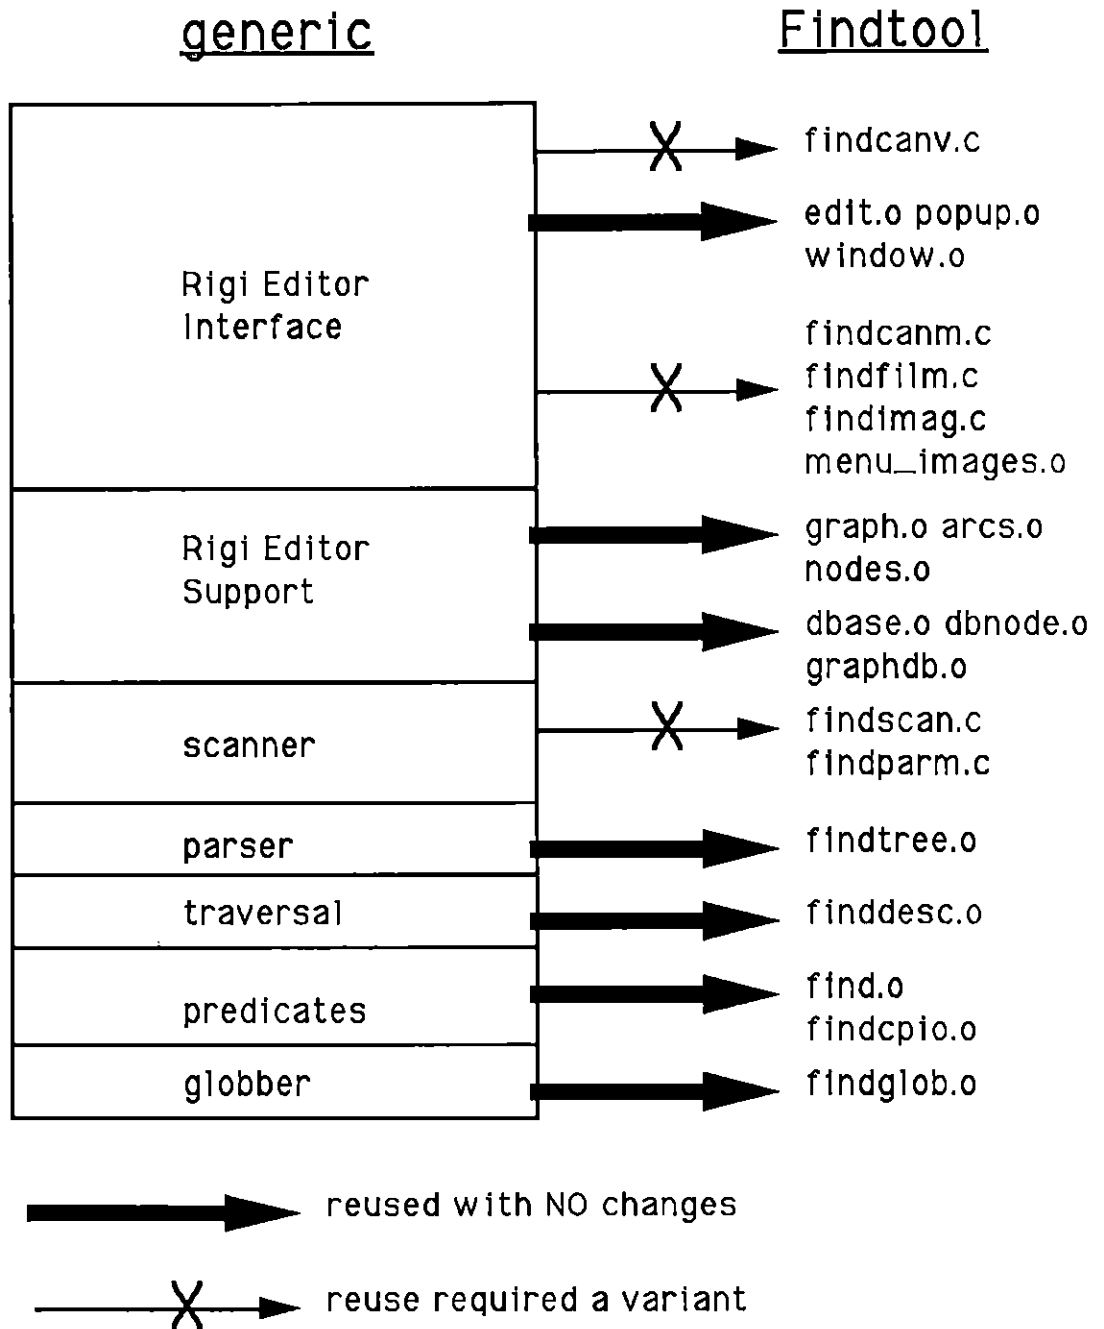 generic
Findtool
findcanv.c
edit.o popup.o
window.o
Rigi Editor
Interface
findcanm.c
findfilm.c
findimag.c
menu_images.o
Rigi Editor
Support
graph.o arcs.o
nodes.o
dbase.o dbnode.o
graphdb.o
scanner
findscan.c
findparm.c
parser
findtree.o
traversal
finddesc.o
predicates
find.o
findcpio.o
globber
findglob.o
reused with NO changes
reuse required a variant